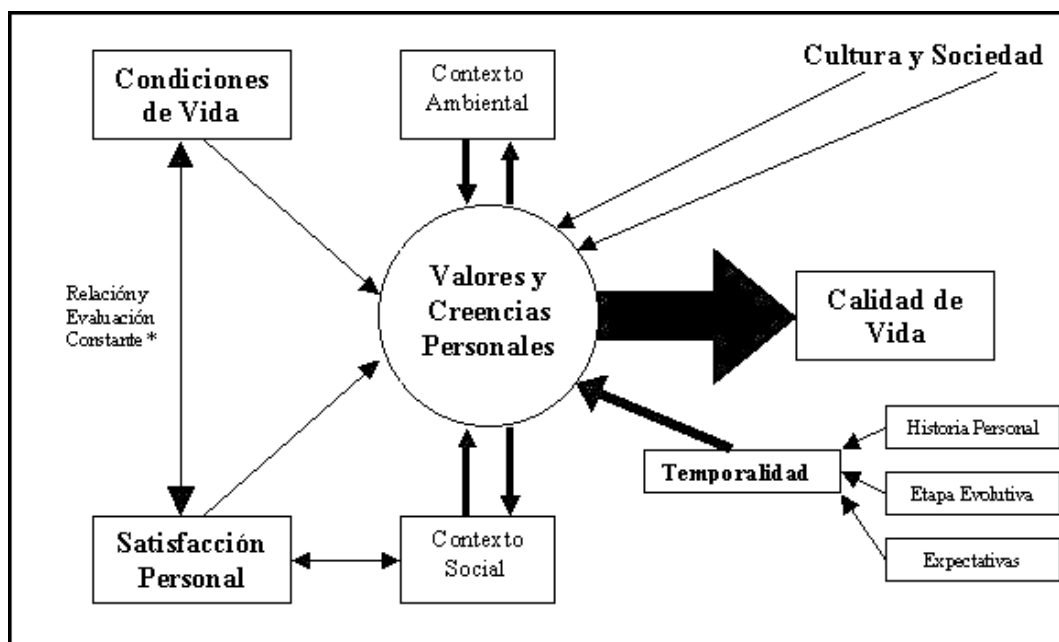 Condiciones
de Vida
Contexto
Ambiental
Cultura y Sociedad
Relación y
Evaluación
Constante *
Valores y
Creencias
Personales
Calidad de
Vida
Historia Personal
Temporalidad
Etapa Evolutiva
Expectativas
Satisfacción
Personal
Contexto
Social